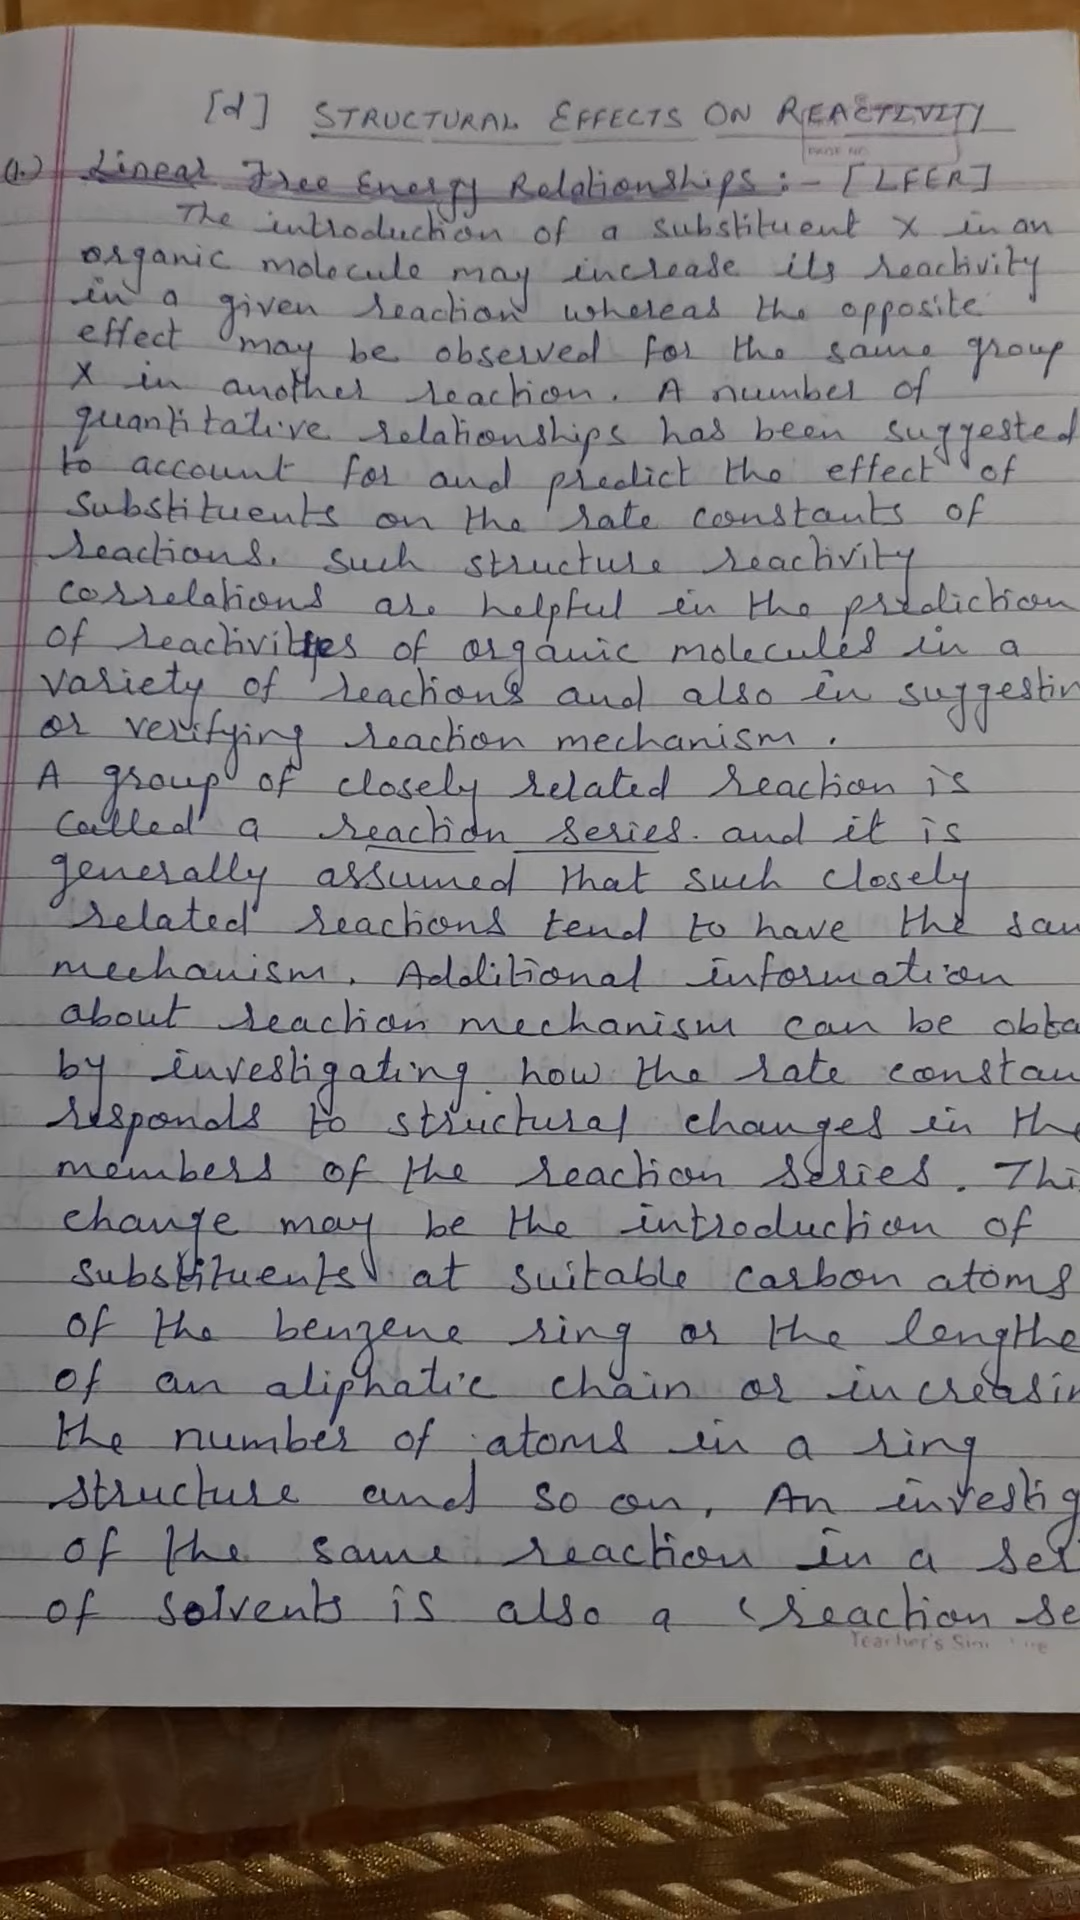 [d] STRUCTURAL EFFECTS ON REACTIVITY
PAGE NO.
(1.) Linear Free Energy Relationships :- [LFER]
The introduction of a substituent X in an
organic molecule may increase its reactivity
in a given reaction whereas the opposite
effect may be observed for the same group
X in another reaction. A number of
quantitative relationships has been suggested
to account for and predict the effect of
substituents on the rate constants of
reactions. Such structure reactivity
correlations are helpful in the prediction
of reactivities of organic molecules in a
variety of reactions and also in suggestin
or verifying reaction mechanism.
A group of closely related reaction is
called a reaction series. and it is
generally assumed that such closely
related reactions tend to have the sa
mechanism. Additional information
about reaction mechanism can be obta
by investigating how the rate constan
responds to structural changes in the
members of the reaction series. Thi
change may be the introduction of
substituents at suitable carbon atoms
of the benzene ring or the lengthe
of an aliphatic chain or increasin
the number of atoms in a ring
structure and so on. An investig
of the same reaction in a ser
of solvents is also a (reaction se
Teacher's